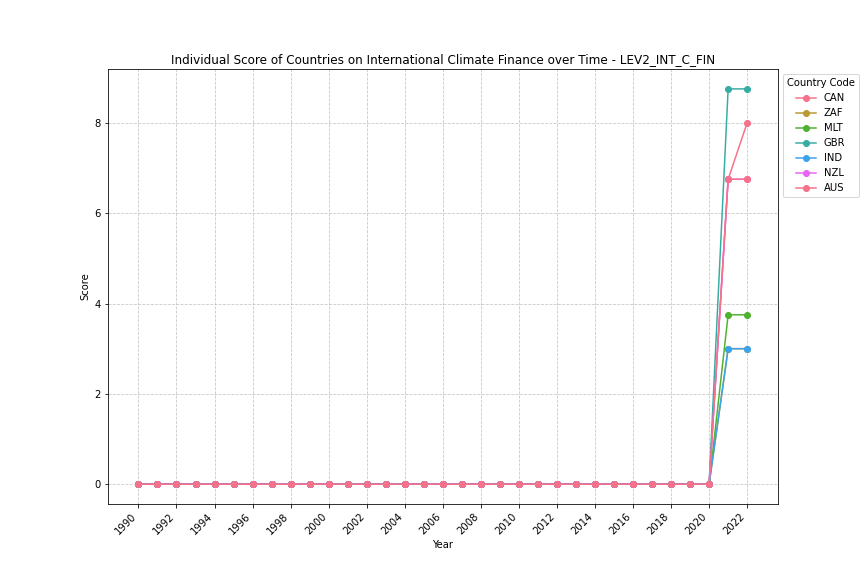 Individual Score of Countries on International Climate Finance over Time - LEV2_INT_C_FIN
Country Code
CAN
ZAF
MLT
GBR
IND
NZL
AUS
Score
8
6
4
2
0
1990
1992
1994
1996
1998
2000
2002
2004
2006
2008
2010
2012
2014
2016
2018
2020
2022
Year